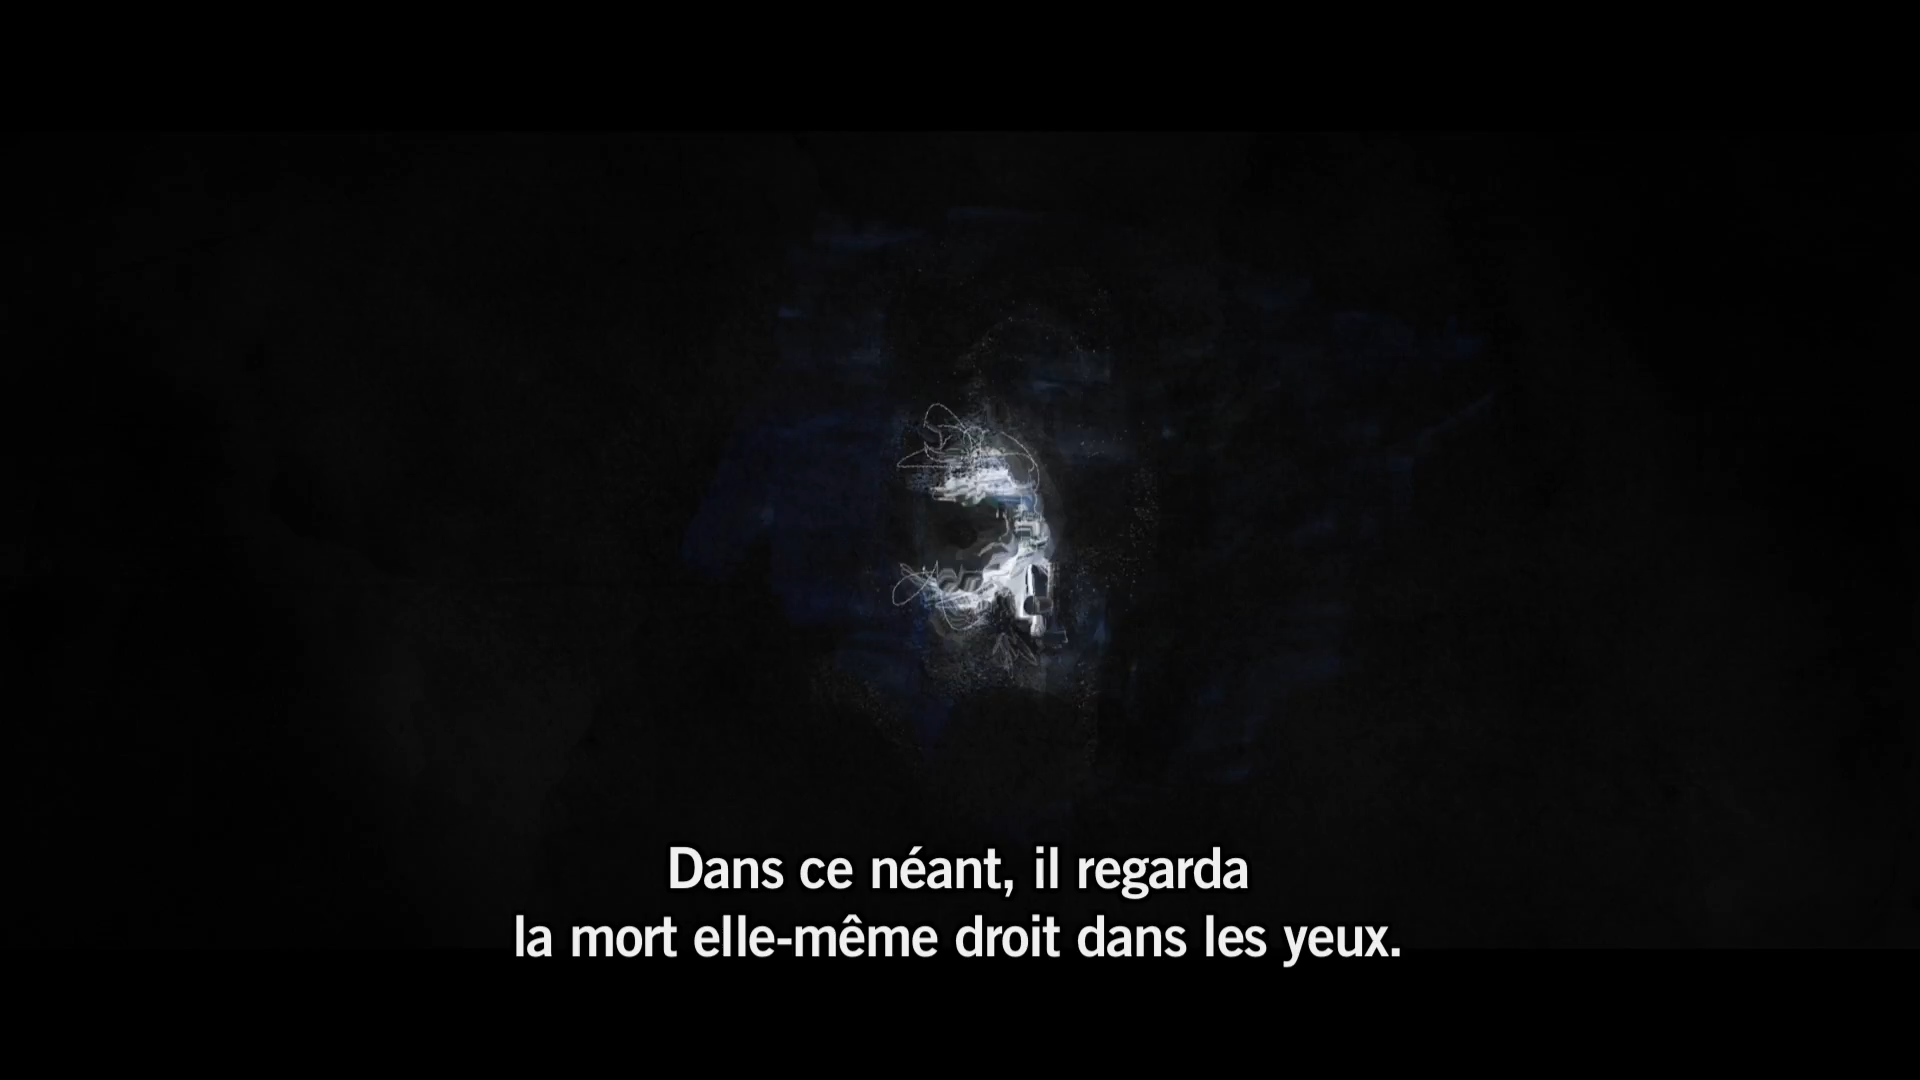 Dans ce néant, il regarda
la mort elle-même droit dans les yeux.